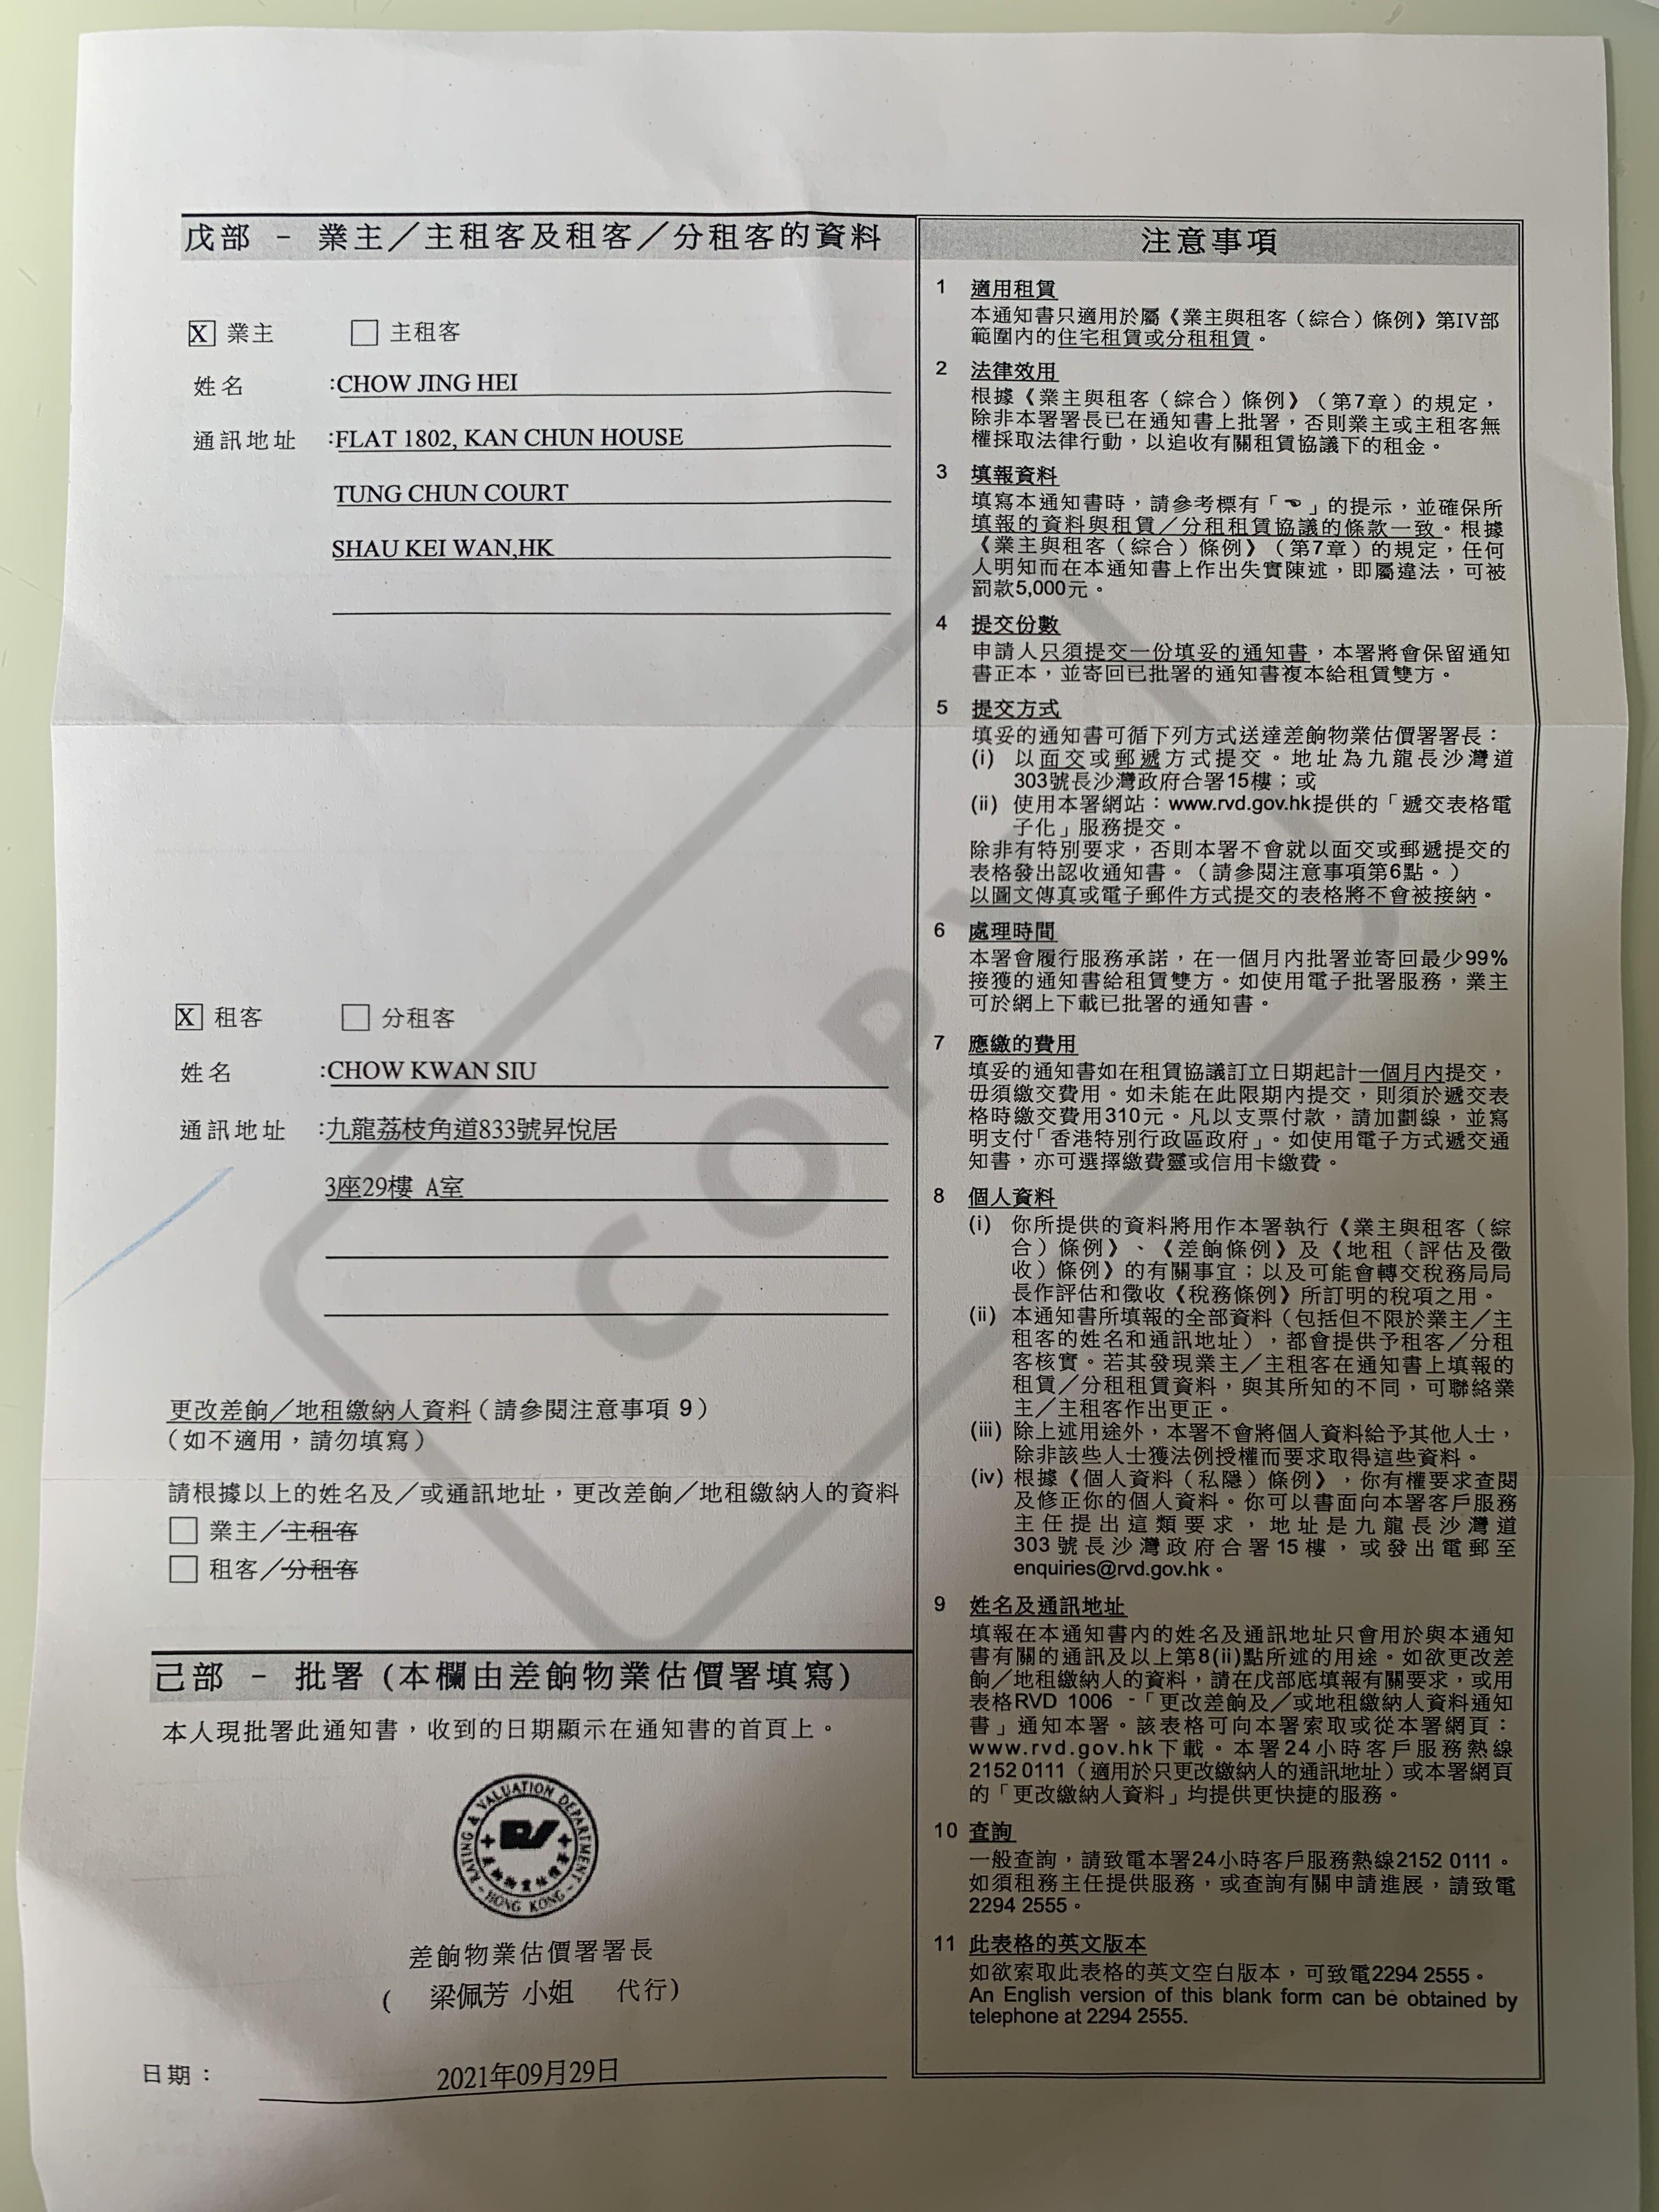 戊部 - 業主／主租客及租客／分租客的資料
X 業主 主租客
姓名 :CHOW JING HEI
通訊地址 :FLAT 1802, KAN CHUN HOUSE
TUNG CHUN COURT
SHAU KEI WAN,HK
X 租客 分租客
姓名 :CHOW KWAN SIU
通訊地址 :九龍荔枝角道833號昇悅居
3座29樓 A室
更改差餉／地租繳納人資料（請參閱注意事項 9）
（如不適用，請勿填寫）
請根據以上的姓名及／或通訊地址，更改差餉／地租繳納人的資料
業主／主租客
租客／分租客
己部 - 批署 (本欄由差餉物業估價署填寫)
本人現批署此通知書，收到的日期顯示在通知書的首頁上。
RATING & VALUATION DEPARTMENT
差餉物業估價署
HONG KONG
差餉物業估價署署長
( 梁佩芳 小姐 代行)
日期： 2021年09月29日
COPY
注意事項
1 適用租賃
本通知書只適用於屬《業主與租客（綜合）條例》第IV部
範圍內的住宅租賃或分租租賃。
2 法律效用
根據《業主與租客（綜合）條例》（第7章）的規定，
除非本署署長已在通知書上批署，否則業主或主租客無
權採取法律行動，以追收有關租賃協議下的租金。
3 填報資料
填寫本通知書時，請參考標有「☜」的提示，並確保所
填報的資料與租賃／分租租賃協議的條款一致。根據
《業主與租客（綜合）條例》（第7章）的規定，任何
人明知而在本通知書上作出失實陳述，即屬違法，可被
罰款5,000元。
4 提交份數
申請人只須提交一份填妥的通知書，本署將會保留通知
書正本，並寄回已批署的通知書複本給租賃雙方。
5 提交方式
填妥的通知書可循下列方式送達差餉物業估價署署長：
(i) 以面交或郵遞方式提交。地址為九龍長沙灣道
303號長沙灣政府合署15樓；或
(ii) 使用本署網站：www.rvd.gov.hk提供的「遞交表格電
子化」服務提交。
除非有特別要求，否則本署不會就以面交或郵遞提交的
表格發出認收通知書。（請參閱注意事項第6點。）
以圖文傳真或電子郵件方式提交的表格將不會被接納。
6 處理時間
本署會履行服務承諾，在一個月內批署並寄回最少99%
接獲的通知書給租賃雙方。如使用電子批署服務，業主
可於網上下載已批署的通知書。
7 應繳的費用
填妥的通知書如在租賃協議訂立日期起計一個月內提交，
毋須繳交費用。如未能在此限期內提交，則須於遞交表
格時繳交費用310元。凡以支票付款，請加劃線，並寫
明支付「香港特別行政區政府」。如使用電子方式遞交通
知書，亦可選擇繳費靈或信用卡繳費。
8 個人資料
(i) 你所提供的資料將用作本署執行《業主與租客（綜
合）條例》、《差餉條例》及《地租（評估及徵
收）條例》的有關事宜；以及可能會轉交稅務局局
長作評估和徵收《稅務條例》所訂明的稅項之用。
(ii) 本通知書所填報的全部資料（包括但不限於業主／主
租客的姓名和通訊地址），都會提供予租客／分租
客核實。若其發現業主／主租客在通知書上填報的
租賃／分租租賃資料，與其所知的不同，可聯絡業
主／主租客作出更正。
(iii) 除上述用途外，本署不會將個人資料給予其他人士，
除非該些人士獲法例授權而要求取得這些資料。
(iv) 根據《個人資料（私隱）條例》，你有權要求查閱
及修正你的個人資料。你可以書面向本署客戶服務
主任提出這類要求，地址是九龍長沙灣道
303號長沙灣政府合署15樓，或發出電郵至
enquiries@rvd.gov.hk。
9 姓名及通訊地址
填報在本通知書內的姓名及通訊地址只會用於與本通知
書有關的通訊及以上第8(ii)點所述的用途。如欲更改差
餉／地租繳納人的資料，請在戊部底填報有關要求，或用
表格RVD 1006 -「更改差餉及／或地租繳納人資料通知
書」通知本署。該表格可向本署索取或從本署網頁：
www.rvd.gov.hk下載。本署24小時客戶服務熱線
2152 0111（適用於只更改繳納人的通訊地址）或本署網頁
的「更改繳納人資料」均提供更快捷的服務。
10 查詢
一般查詢，請致電本署24小時客戶服務熱線2152 0111。
如須租務主任提供服務，或查詢有關申請進展，請致電
2294 2555。
11 此表格的英文版本
如欲索取此表格的英文空白版本，可致電2294 2555。
An English version of this blank form can be obtained by
telephone at 2294 2555.